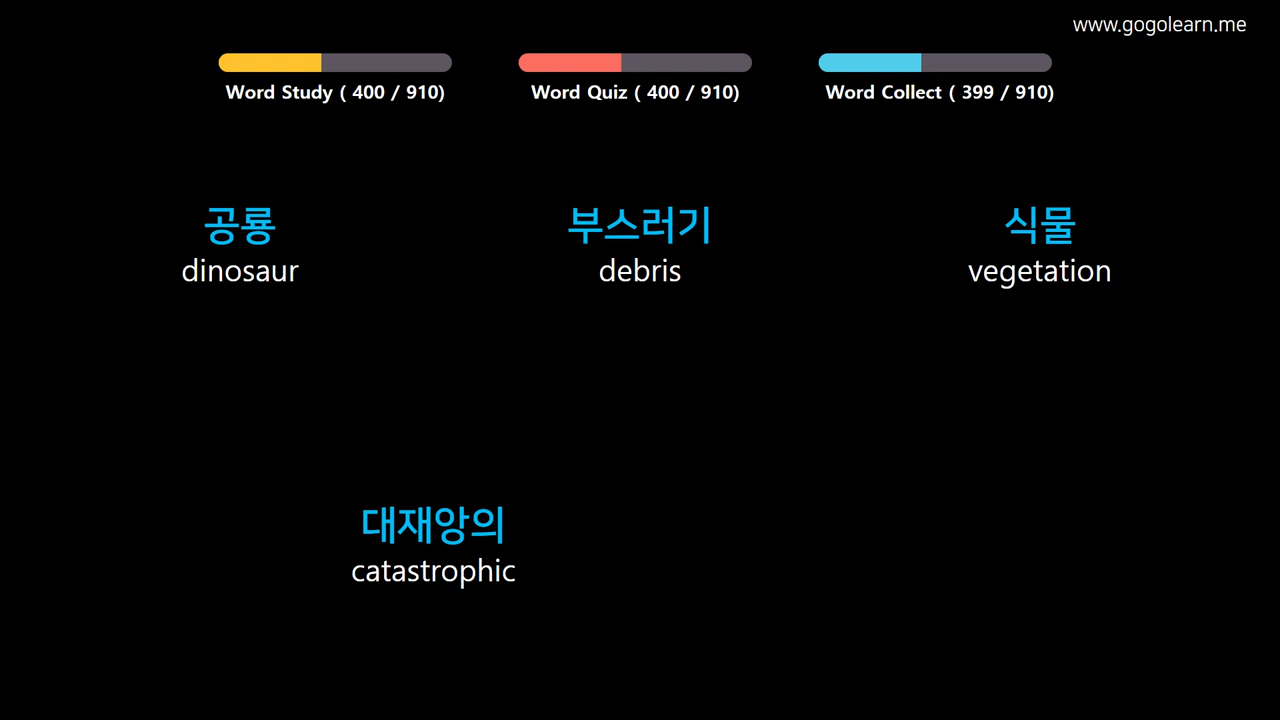 www.gogolearn.me
Word Study ( 400 / 910)
Word Quiz ( 400 / 910)
Word Collect ( 399 / 910)
공룡
dinosaur
부스러기
debris
식물
vegetation
대재앙의
catastrophic